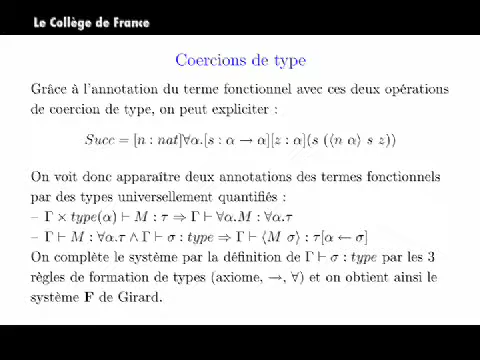 Le Collège de France
Coercions de type
Grâce à l'annotation du terme fonctionnel avec ces deux opérations
de coercion de type, on peut expliciter :
Succ = [n : nat]∀α.[s : α → α][z : α](s (⟨n α⟩ s z))
On voit donc apparaître deux annotations des termes fonctionnels
par des types universellement quantifiés :
– Γ × type(α) ⊢ M : τ ⇒ Γ ⊢ ∀α.M : ∀α.τ
– Γ ⊢ M : ∀α.τ ∧ Γ ⊢ σ : type ⇒ Γ ⊢ ⟨M σ⟩ : τ[α ← σ]
On complète le système par la définition de Γ ⊢ σ : type par les 3
règles de formation de types (axiome, →, ∀) et on obtient ainsi le
système F de Girard.